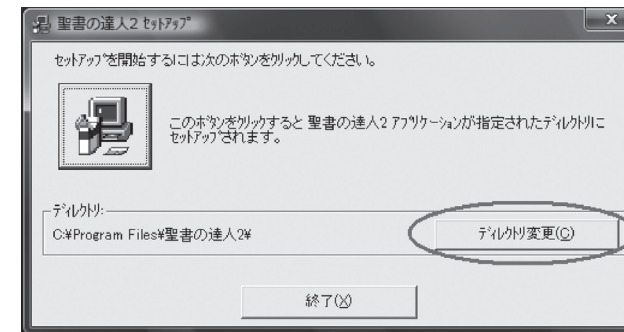 聖書の達人2 ｾｯﾄｱｯﾌﾟ
ｾｯﾄｱｯﾌﾟを開始するには次のﾎﾞﾀﾝをｸﾘｯｸしてください。
このﾎﾞﾀﾝをｸﾘｯｸすると 聖書の達人2 ｱﾌﾟﾘｹｰｼｮﾝが指定されたﾃﾞｨﾚｸﾄﾘに
ｾｯﾄｱｯﾌﾟされます。
ﾃﾞｨﾚｸﾄﾘ:
C:¥Program Files¥聖書の達人2¥
ﾃﾞｨﾚｸﾄﾘ変更(C)
終了(X)